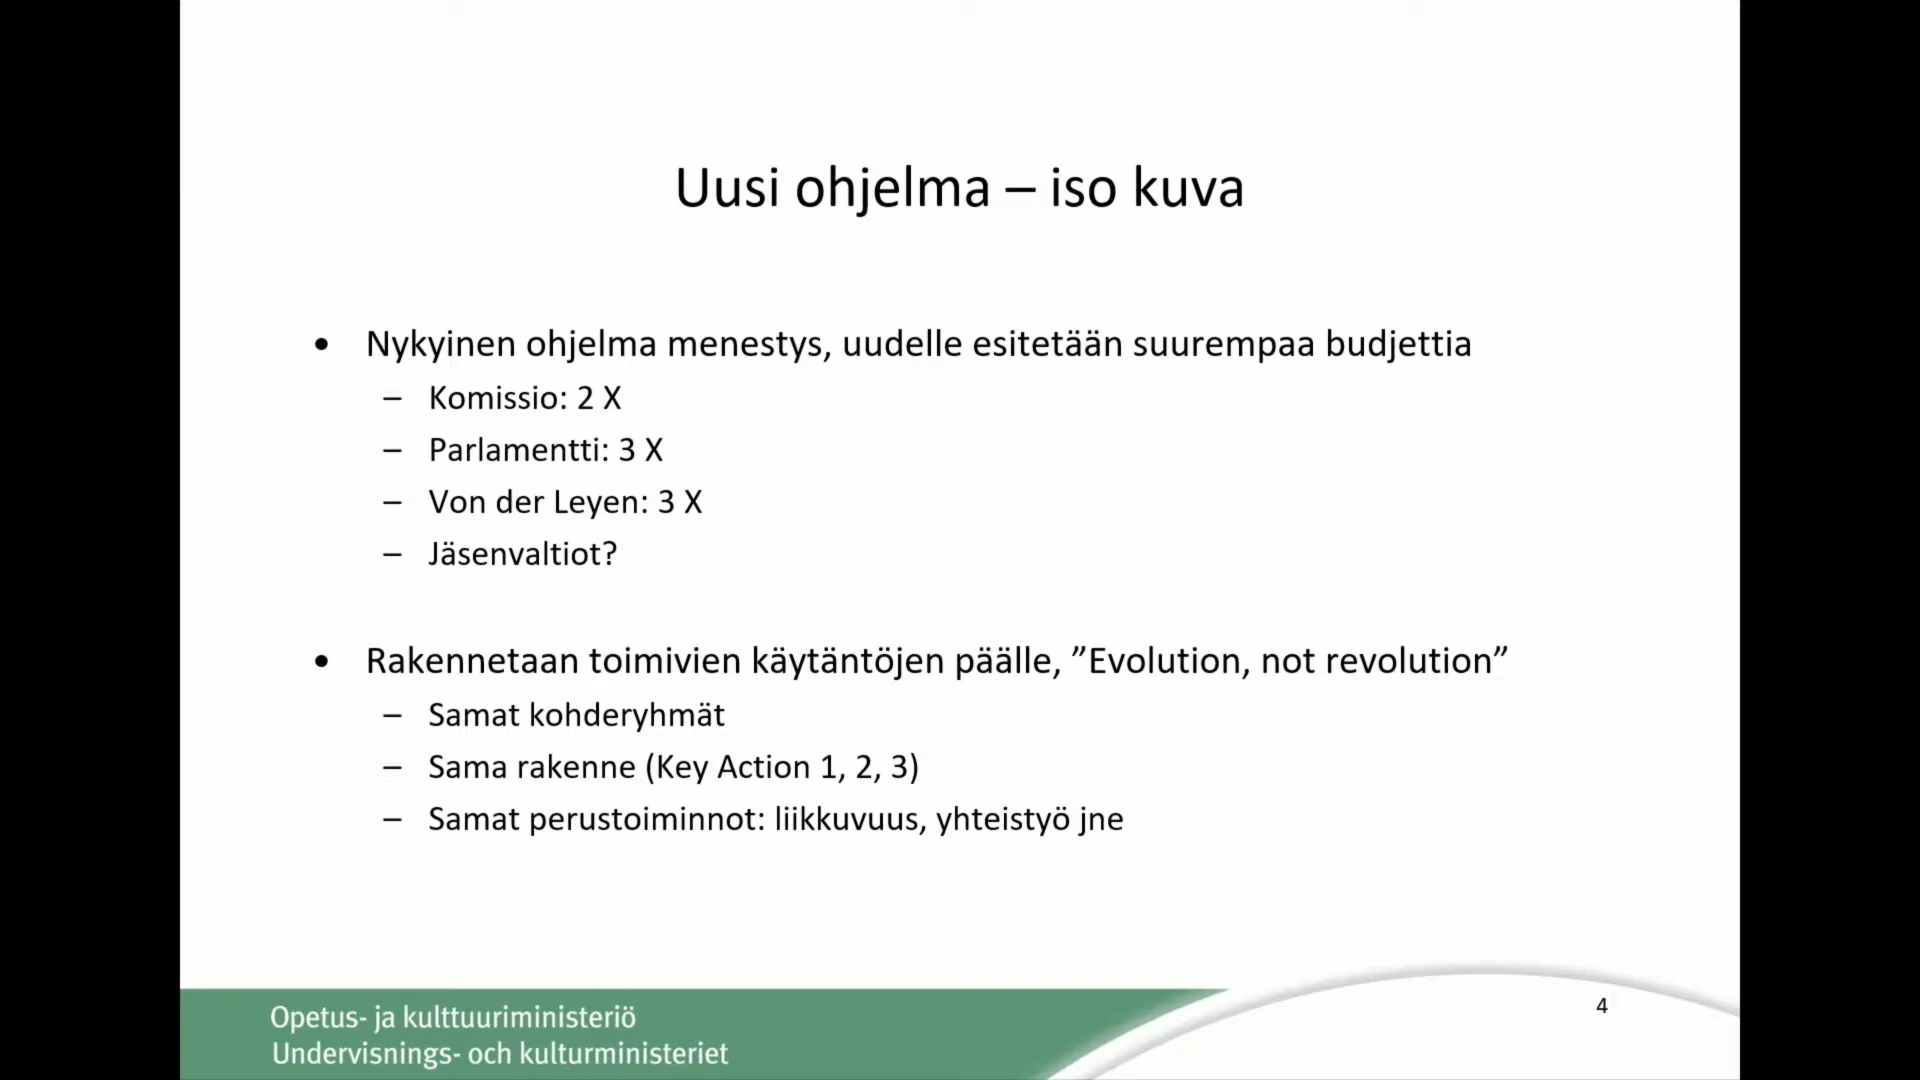 Uusi ohjelma – iso kuva
• Nykyinen ohjelma menestys, uudelle esitetään suurempaa budjettia
– Komissio: 2 X
– Parlamentti: 3 X
– Von der Leyen: 3 X
– Jäsenvaltiot?
• Rakennetaan toimivien käytäntöjen päälle, ”Evolution, not revolution”
– Samat kohderyhmät
– Sama rakenne (Key Action 1, 2, 3)
– Samat perustoiminnot: liikkuvuus, yhteistyö jne
Opetus- ja kulttuuriministeriö
Undervisnings- och kulturministeriet
4